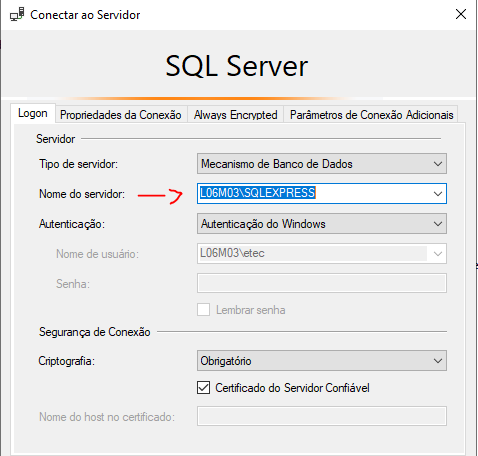 Conectar ao Servidor
SQL Server
Logon Propriedades da Conexão Always Encrypted Parâmetros de Conexão Adicionais
Servidor
Tipo de servidor: Mecanismo de Banco de Dados
Nome do servidor: L06M03\SQLEXPRESS
Autenticação: Autenticação do Windows
Nome de usuário: L06M03\etec
Senha:
Lembrar senha
Segurança de Conexão
Criptografia: Obrigatório
Certificado do Servidor Confiável
Nome do host no certificado: